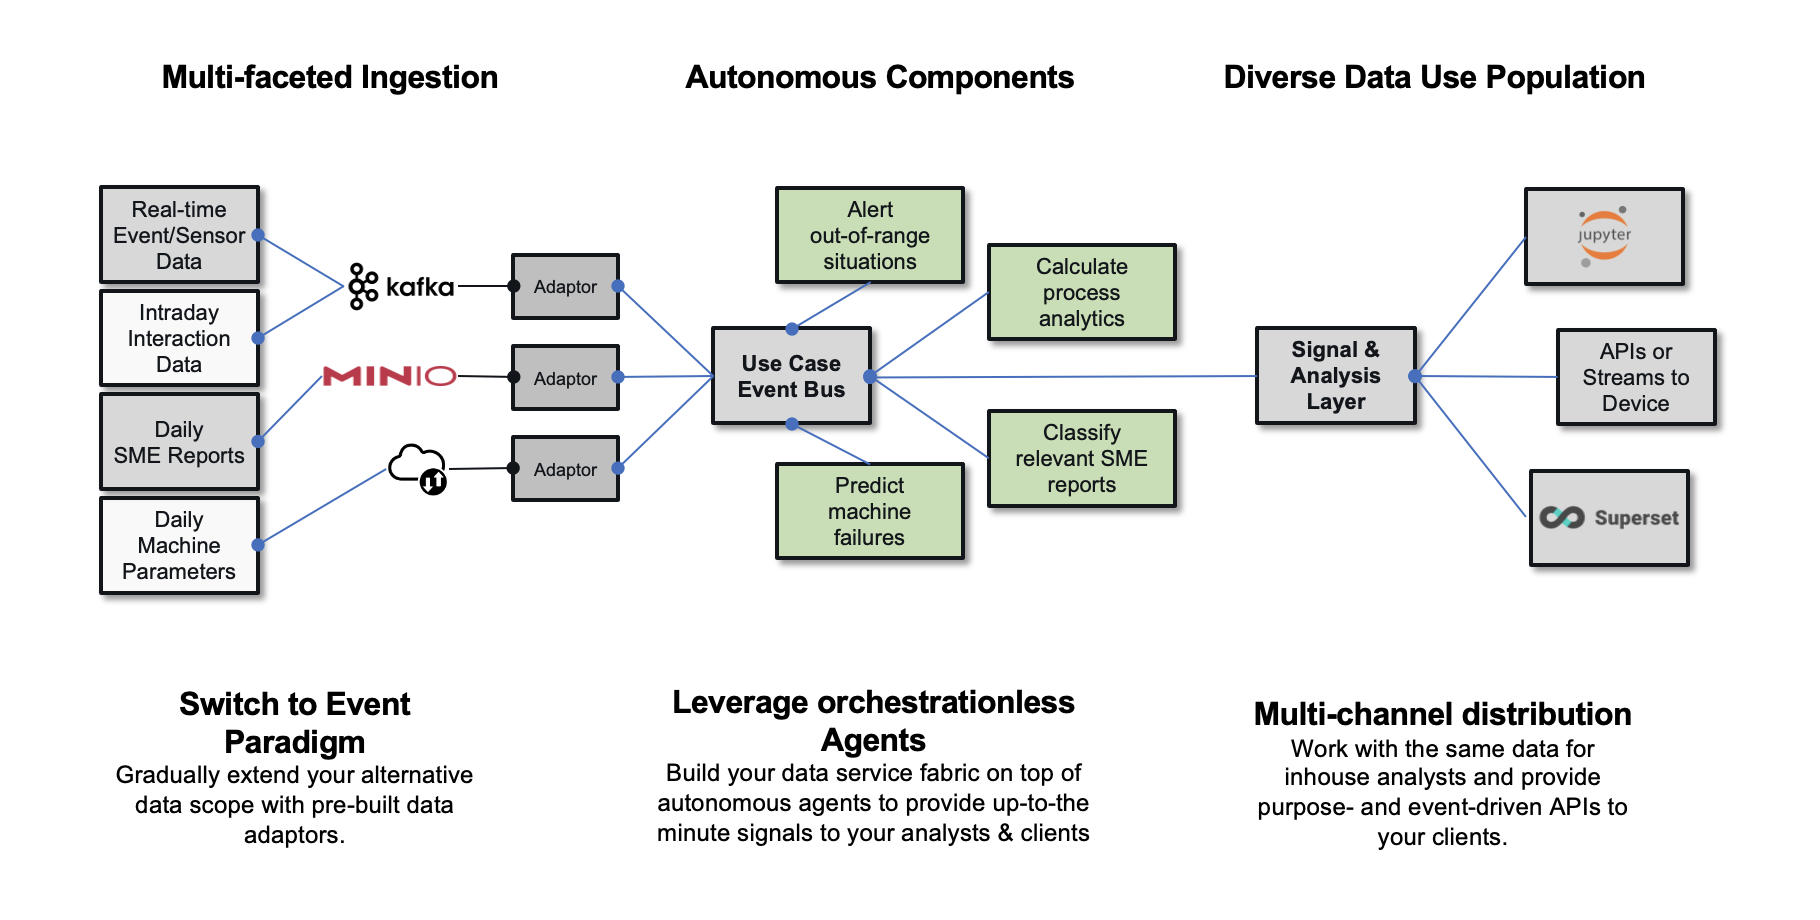 Multi-faceted Ingestion
Autonomous Components
Diverse Data Use Population
Real-time
Event/Sensor
Data
Intraday
Interaction
Data
Daily
SME Reports
Daily
Machine
Parameters
kafka
MINIO
Adaptor
Adaptor
Adaptor
Alert
out-of-range
situations
Calculate
process
analytics
Use Case
Event Bus
Classify
relevant SME
reports
Predict
machine
failures
Signal &
Analysis
Layer
jupyter
APIs or
Streams to
Device
Superset
Switch to Event
Paradigm
Gradually extend your alternative
data scope with pre-built data
adaptors.
Leverage orchestrationless
Agents
Build your data service fabric on top of
autonomous agents to provide up-to-the
minute signals to your analysts & clients
Multi-channel distribution
Work with the same data for
inhouse analysts and provide
purpose- and event-driven APIs to
your clients.